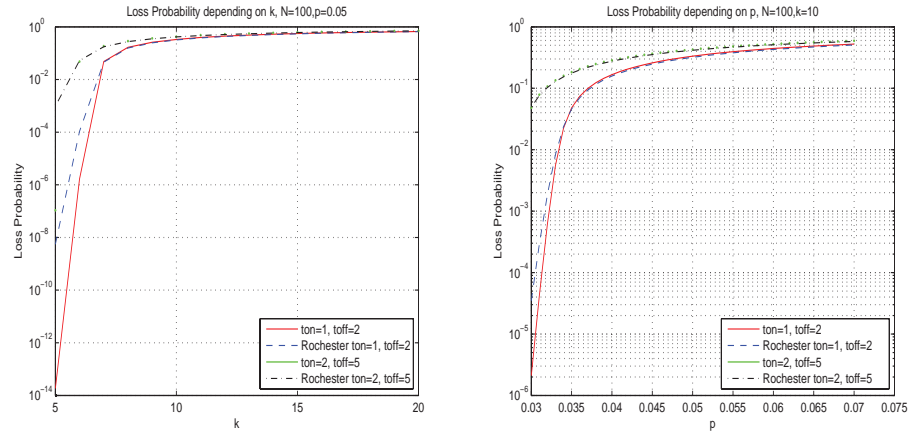 Loss Probability depending on k, N=100,p=0.05
10^0
10^-2
10^-4
10^-6
10^-8
10^-10
10^-12
10^-14
Loss Probability
5
10
15
20
k
ton=1, toff=2
Rochester ton=1, toff=2
ton=2, toff=5
Rochester ton=2, toff=5
Loss Probability depending on p, N=100,k=10
10^0
10^-1
10^-2
10^-3
10^-4
10^-5
10^-6
Loss Probability
0.03
0.035
0.04
0.045
0.05
0.055
0.06
0.065
0.07
0.075
p
ton=1, toff=2
Rochester ton=1, toff=2
ton=2, toff=5
Rochester ton=2, toff=5